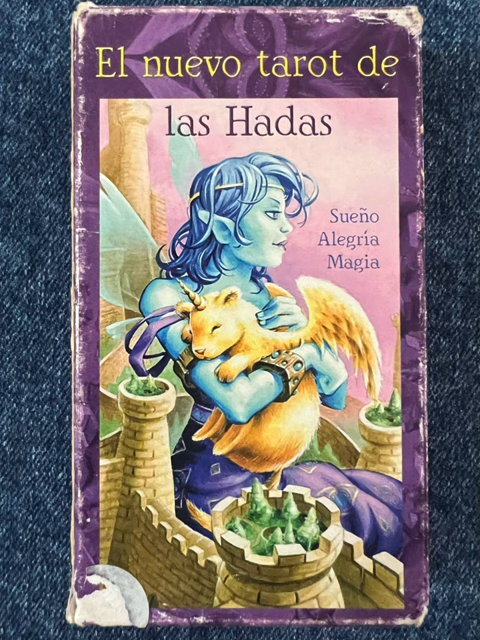 El nuevo tarot de
las Hadas
Sueño
Alegría
Magia